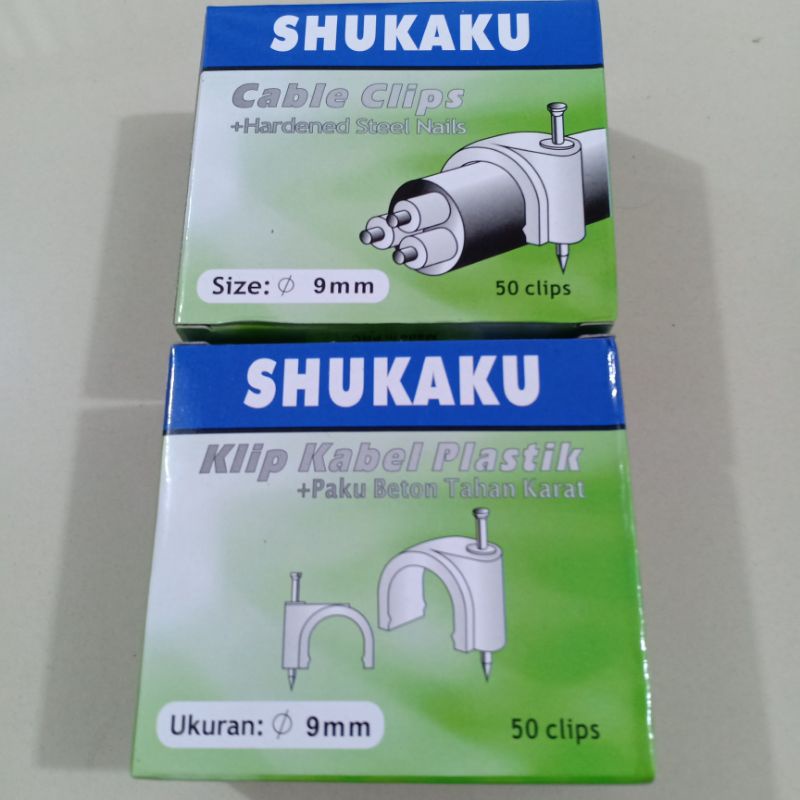 SHUKAKU
Cable Clips
+Hardened Steel Nails
Size: Ø 9mm
50 clips
SHUKAKU
Klip Kabel Plastik
+Paku Beton Tahan Karat
Ukuran: Ø 9mm
50 clips